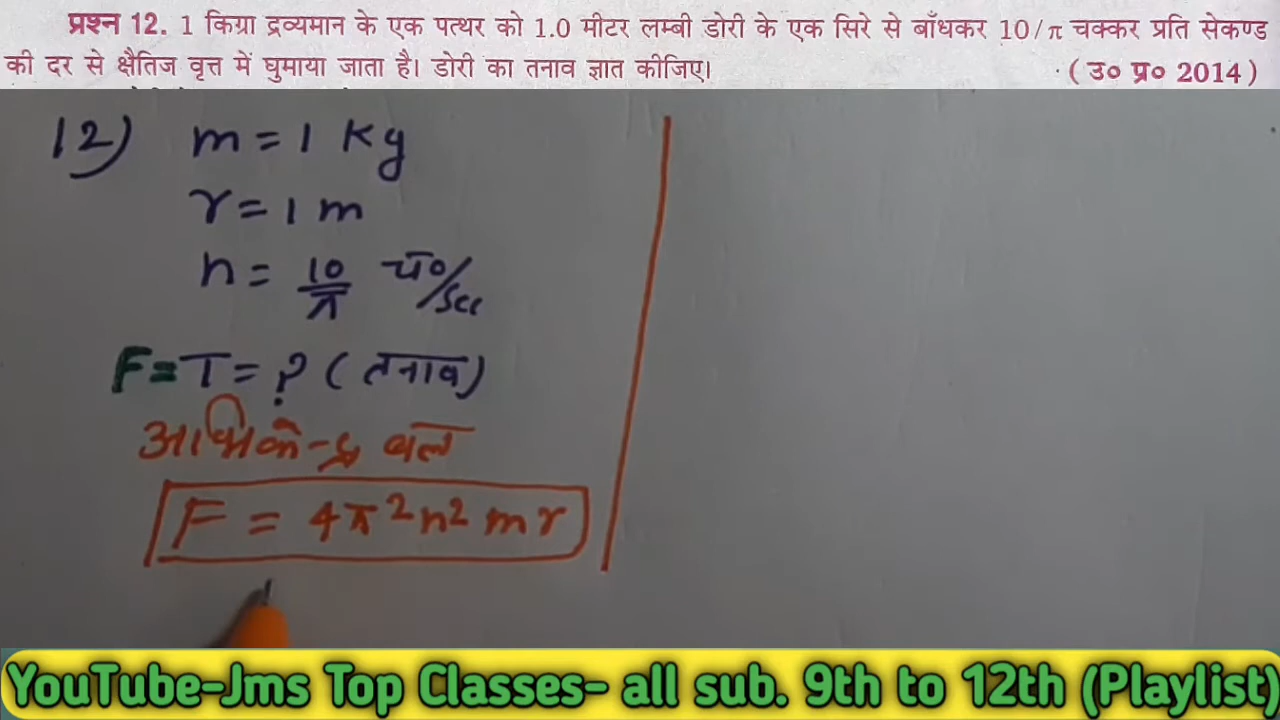 प्रश्न 12. 1 किग्रा द्रव्यमान के एक पत्थर को 1.0 मीटर लम्बी डोरी के एक सिरे से बाँधकर 10/π चक्कर प्रति सेकण्ड
की दर से क्षैतिज वृत्त में घुमाया जाता है। डोरी का तनाव ज्ञात कीजिए। (उ० प्र० 2014)
12) m = 1 Kg
r = 1 m
n = 10/π च०/Sec
F = T = ? (तनाव)
अभिकेन्द्र बल
F = 4π²n² mr
YouTube-Jms Top Classes- all sub. 9th to 12th (Playlist)